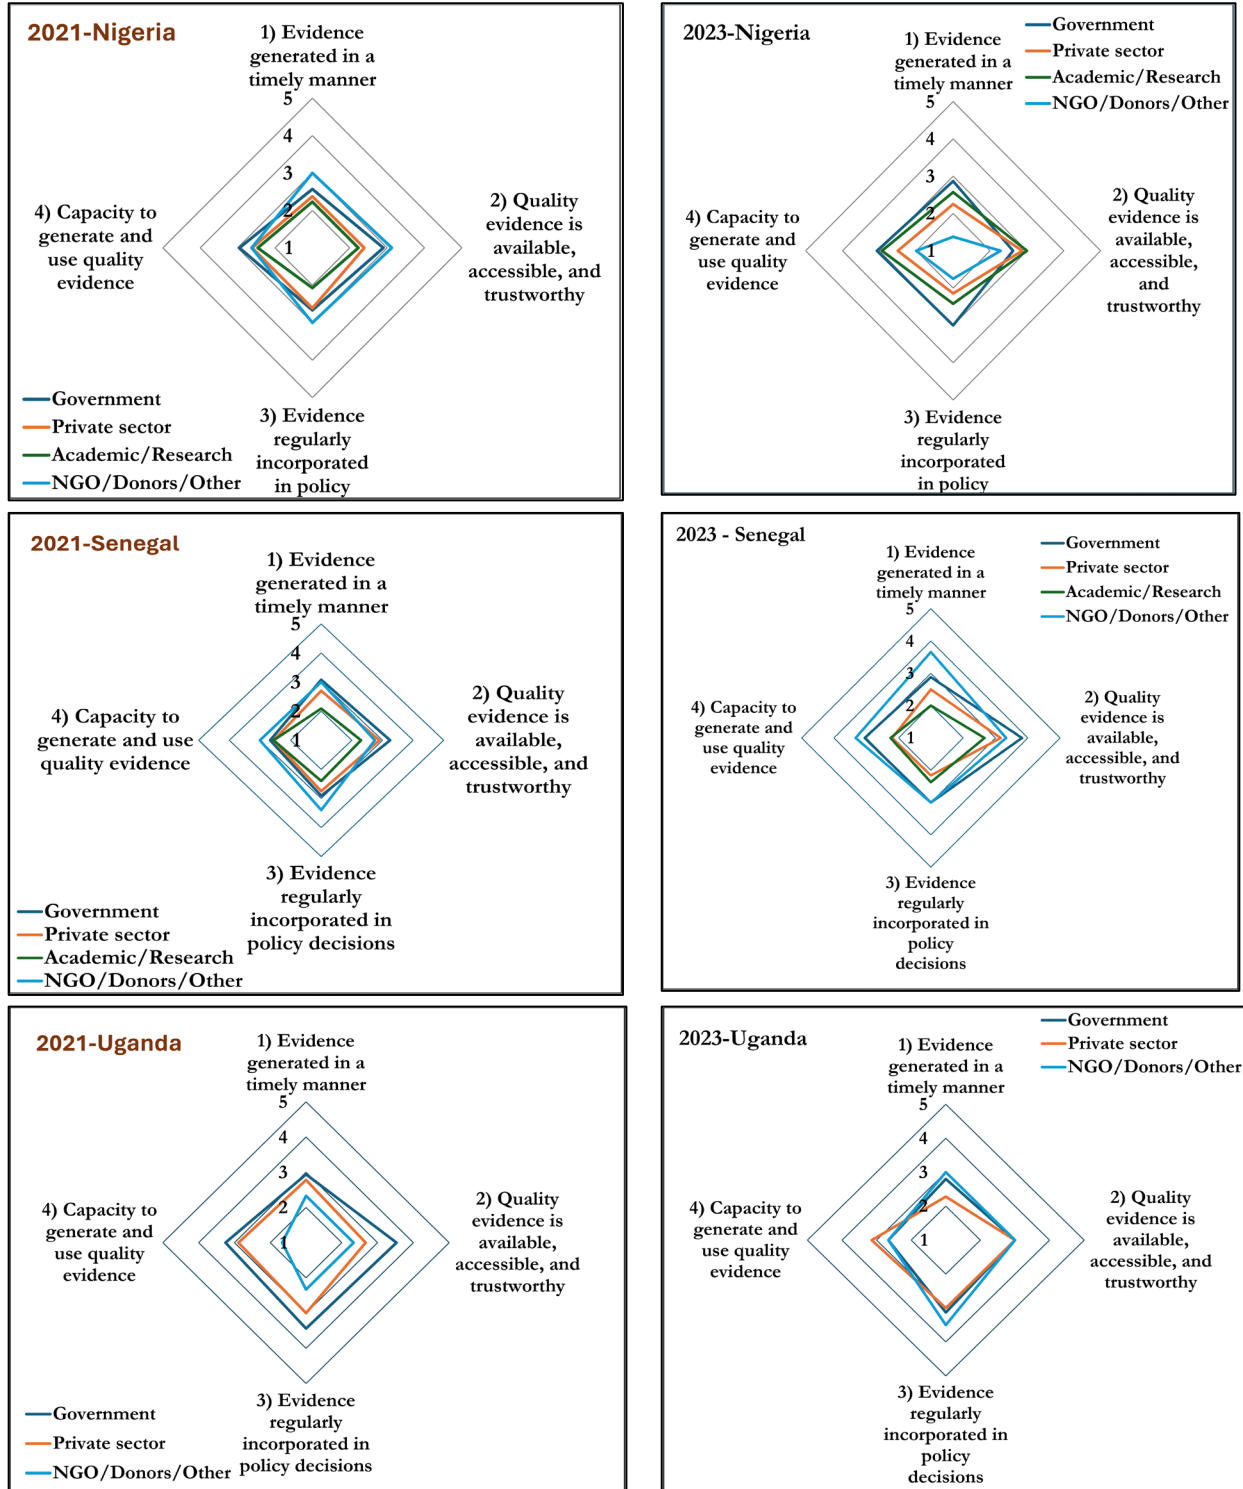 2021-Nigeria
1) Evidence
generated in a
timely manner
5
4
3
2
1
2) Quality
evidence is
available,
accessible, and
trustworthy
3) Evidence
regularly
incorporated
in policy
4) Capacity to
generate and
use quality
evidence
Government
Private sector
Academic/Research
NGO/Donors/Other
2023-Nigeria
1) Evidence
generated in a
timely manner
5
4
3
2
1
2) Quality
evidence is
available,
accessible,
and
trustworthy
3) Evidence
regularly
incorporated
in policy
4) Capacity to
generate and
use quality
evidence
Government
Private sector
Academic/Research
NGO/Donors/Other
2021-Senegal
1) Evidence
generated in a
timely manner
5
4
3
2
1
2) Quality
evidence is
available,
accessible, and
trustworthy
3) Evidence
regularly
incorporated in
policy decisions
4) Capacity to
generate and use
quality evidence
Government
Private sector
Academic/Research
NGO/Donors/Other
2023 - Senegal
1) Evidence
generated in a
timely manner
5
4
3
2
1
2) Quality
evidence is
available,
accessible, and
trustworthy
3) Evidence
regularly
incorporated in
policy
decisions
4) Capacity to
generate and
use quality
evidence
Government
Private sector
Academic/Research
NGO/Donors/Other
2021-Uganda
1) Evidence
generated in a
timely manner
5
4
3
2
1
2) Quality
evidence is
available,
accessible, and
trustworthy
3) Evidence
regularly
incorporated in
policy decisions
4) Capacity to
generate and
use quality
evidence
Government
Private sector
NGO/Donors/Other
2023-Uganda
1) Evidence
generated in a
timely manner
5
4
3
2
1
2) Quality
evidence is
available,
accessible, and
trustworthy
3) Evidence
regularly
incorporated in
policy
decisions
4) Capacity to
generate and
use quality
evidence
Government
Private sector
NGO/Donors/Other